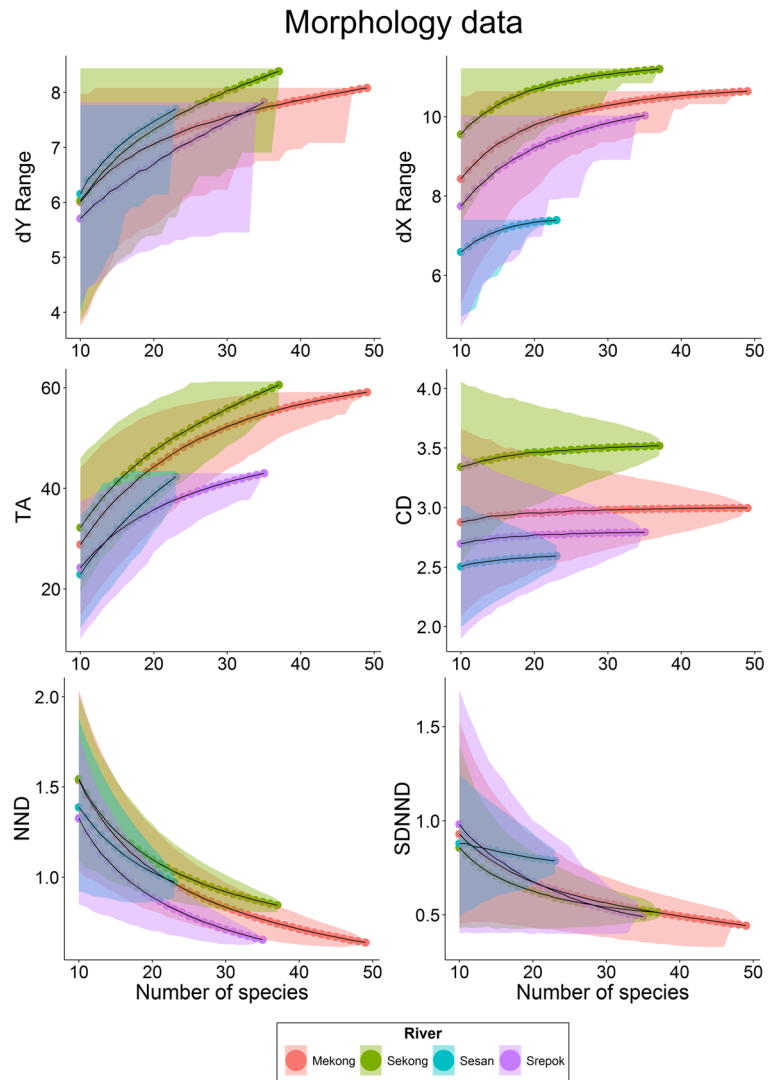 Morphology data
dY Range
8
7
6
5
4
10 20 30 40 50
dX Range
10
8
6
10 20 30 40 50
TA
60
40
20
10 20 30 40 50
CD
4.0
3.5
3.0
2.5
2.0
10 20 30 40 50
NND
2.0
1.5
1.0
10 20 30 40 50
Number of species
SDNND
1.5
1.0
0.5
10 20 30 40 50
Number of species
River
Mekong Sekong Sesan Srepok